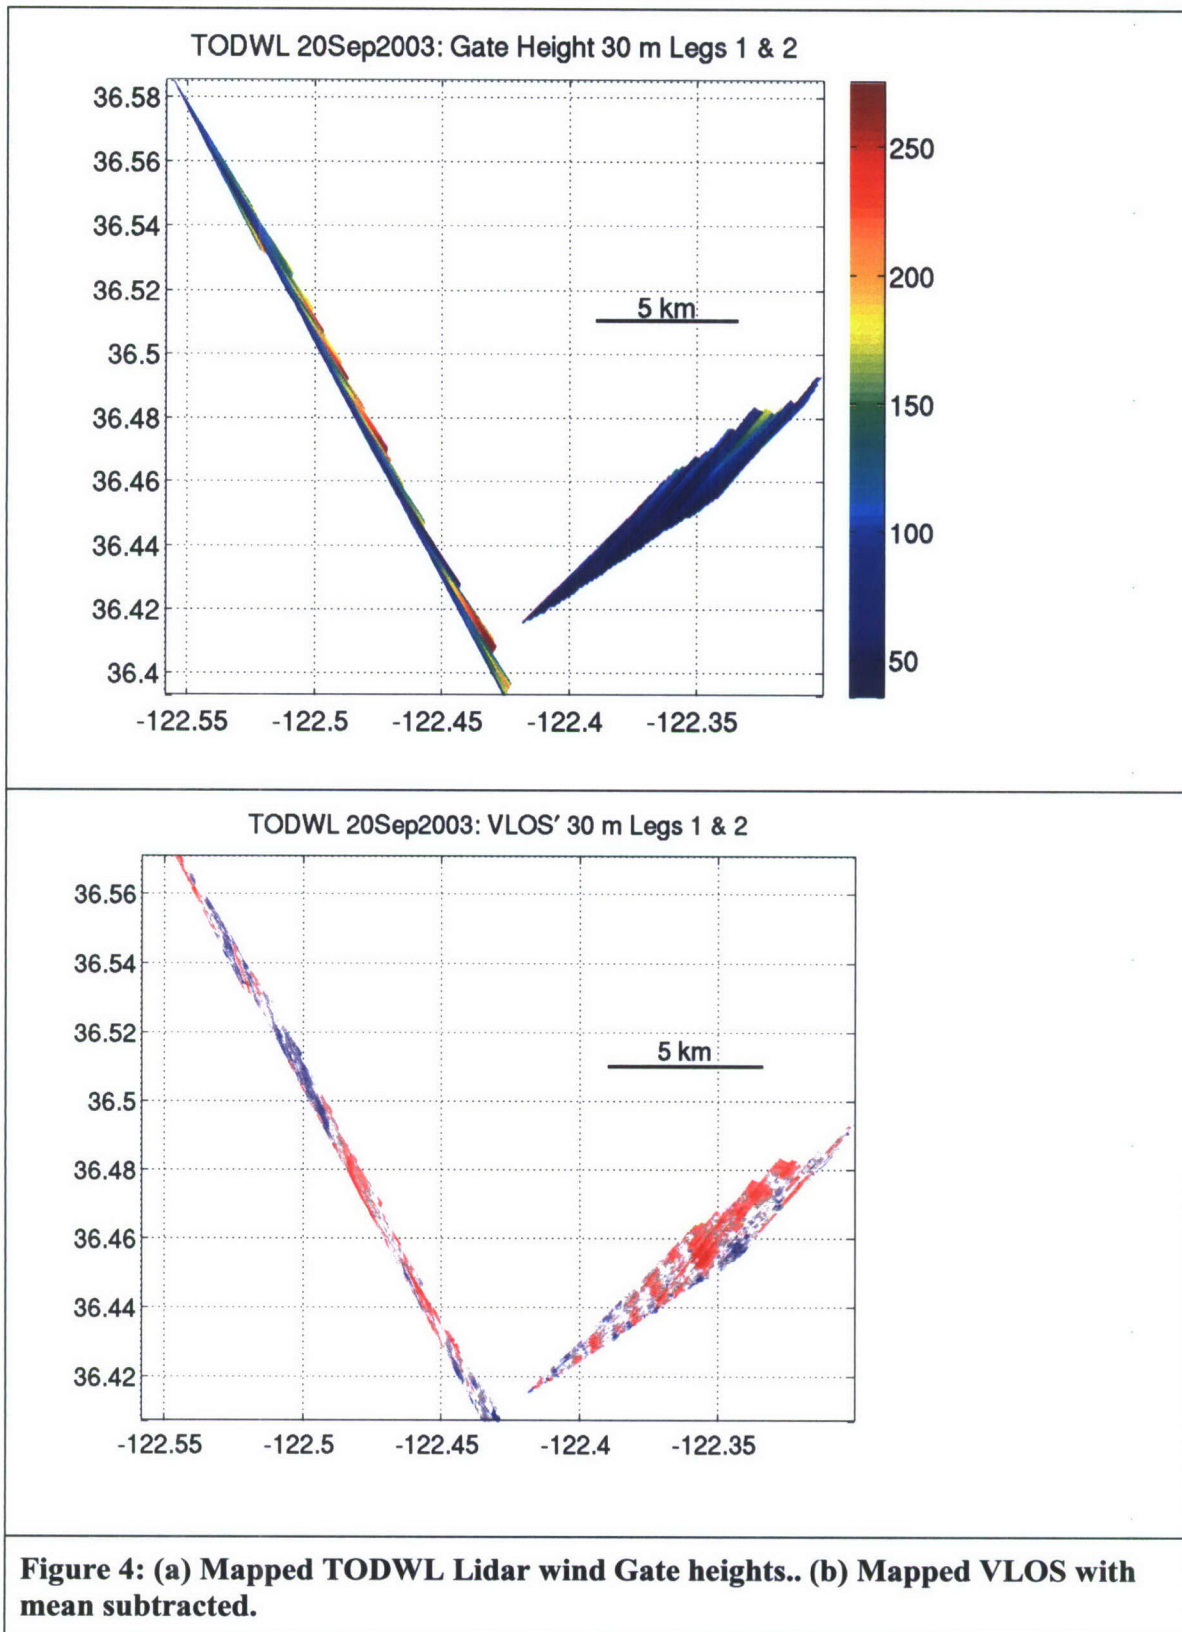 TODWL 20Sep2003: Gate Height 30 m Legs 1 & 2
36.58
36.56
36.54
36.52
36.5
36.48
36.46
36.44
36.42
36.4
5 km
250
200
150
100
50
-122.55 -122.5 -122.45 -122.4 -122.35
TODWL 20Sep2003: VLOS' 30 m Legs 1 & 2
36.56
36.54
36.52
36.5
36.48
36.46
36.44
36.42
5 km
-122.55 -122.5 -122.45 -122.4 -122.35
Figure 4: (a) Mapped TODWL Lidar wind Gate heights.. (b) Mapped VLOS with
mean subtracted.